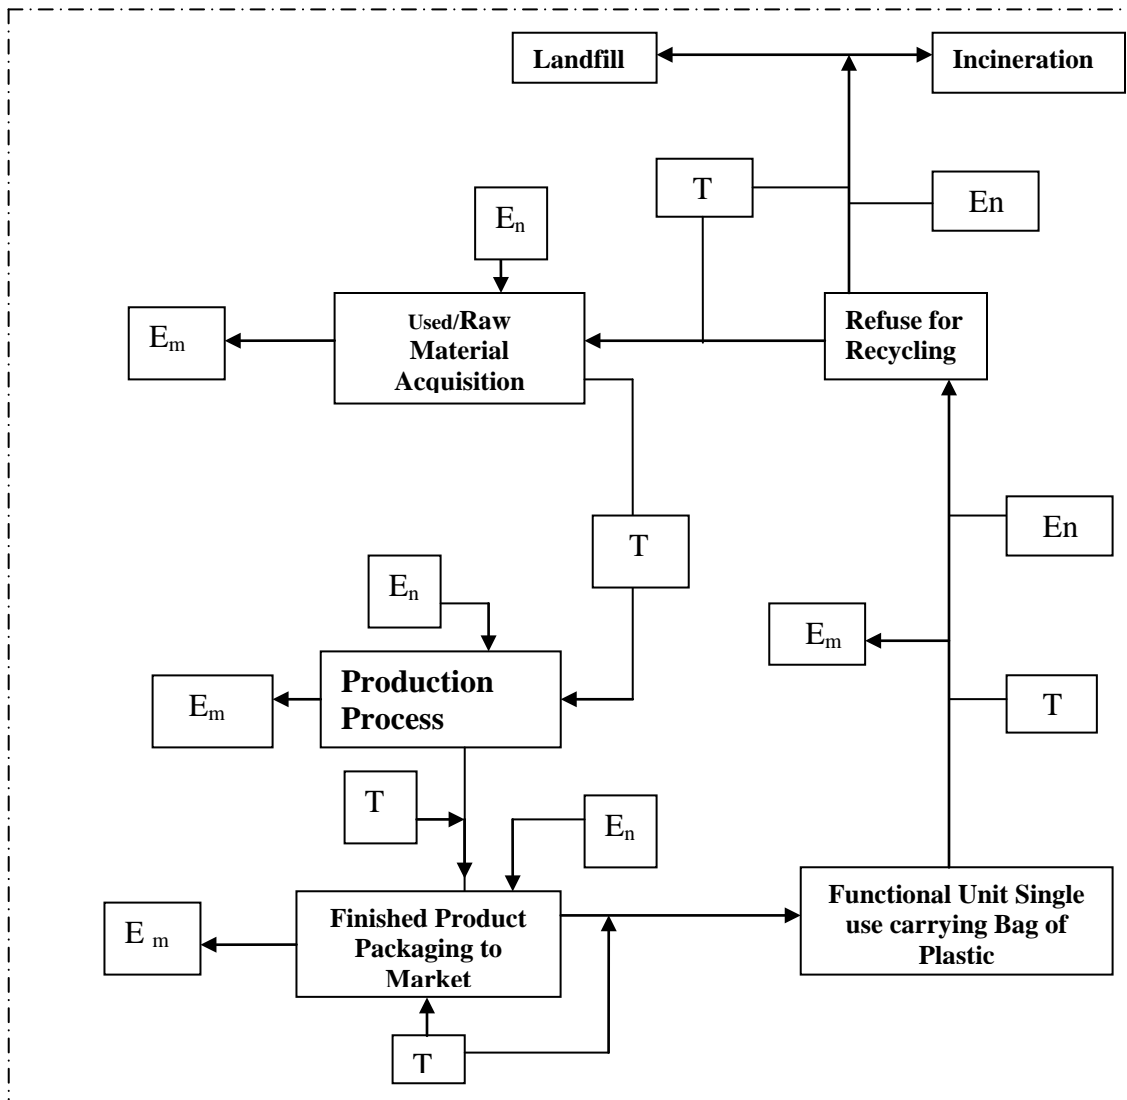 Landfill
Incineration
T
En
En
Used/Raw
Material
Acquisition
Em
Refuse for
Recycling
T
En
En
Em
Production
Process
Em
T
T
En
Functional Unit Single
use carrying Bag of
Plastic
Finished Product
Packaging to
Market
E m
T